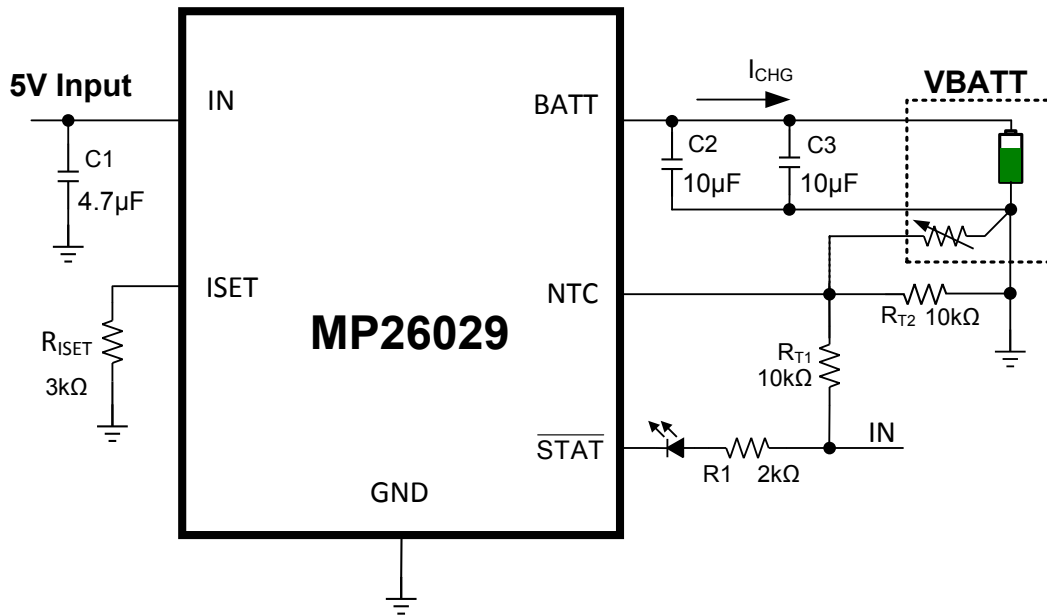 5V Input
IN
C1
4.7µF
ISET
R_ISET
3kΩ
MP26029
GND
BATT
NTC
STAT
I_CHG
VBATT
C2
10µF
C3
10µF
R_T2 10kΩ
R_T1
10kΩ
R1 2kΩ
IN